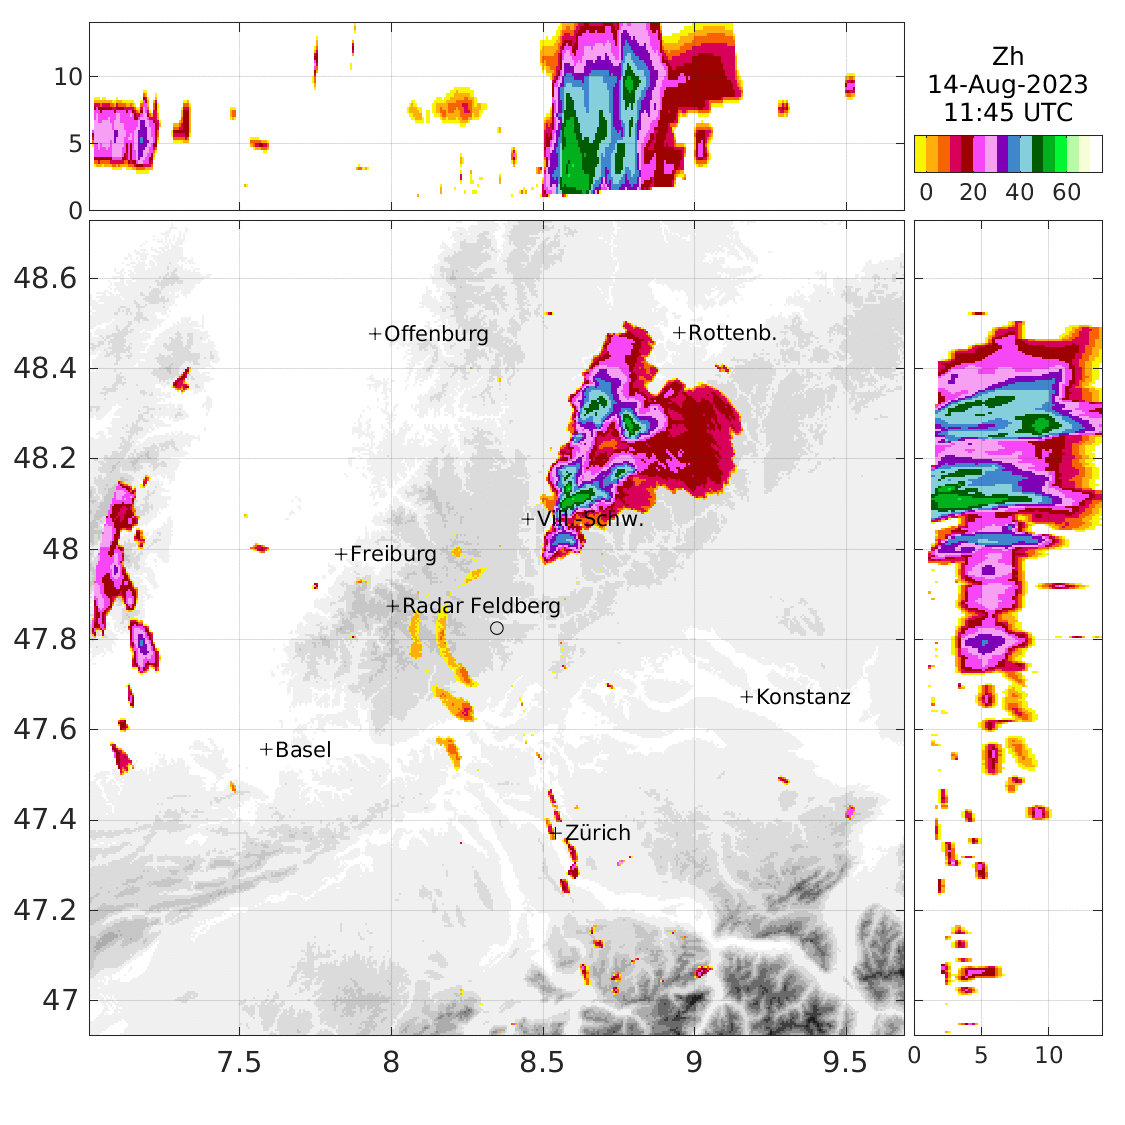 Zh
14-Aug-2023
11:45 UTC
10
5
0
0 20 40 60
48.6
48.4
48.2
48
47.8
47.6
47.4
47.2
47
+Offenburg
+Rottenb.
+Vill.-Schw.
+Freiburg
+Radar Feldberg
+Konstanz
+Basel
+Zürich
7.5 8 8.5 9 9.5
0 5 10